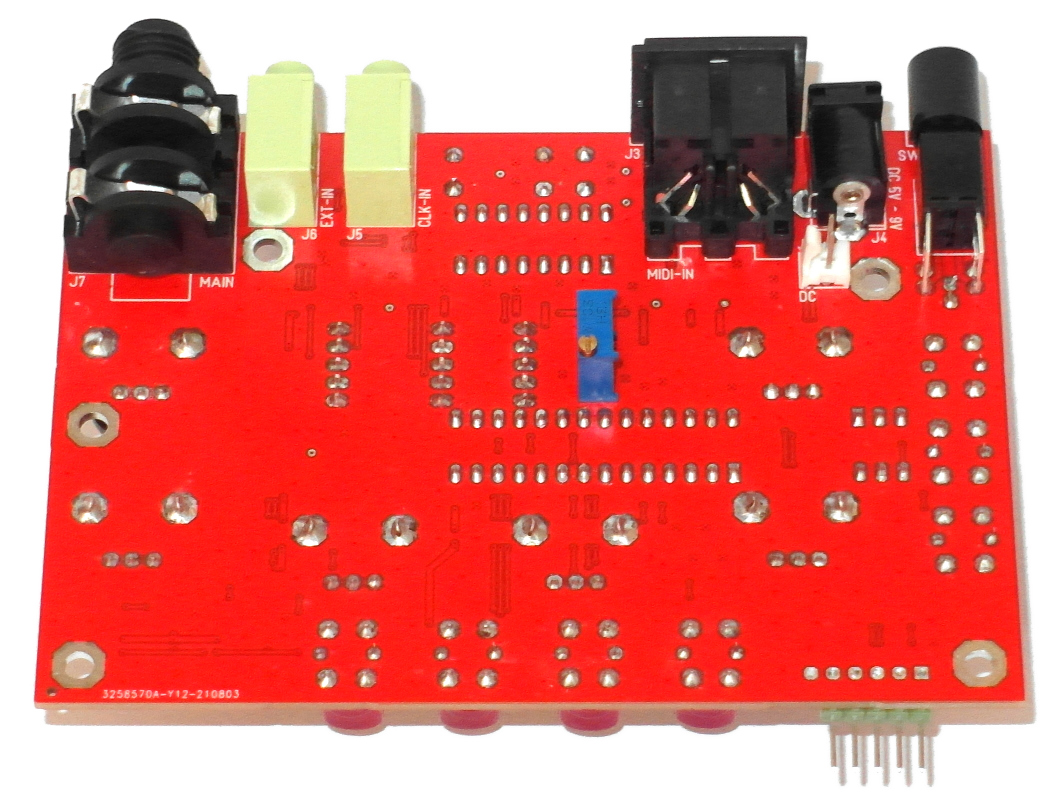 J3
SW
EXT-IN
CLK-IN
J6
J5
J4
J7
MAIN
MIDI-IN
DC
3258570A-Y12-210803